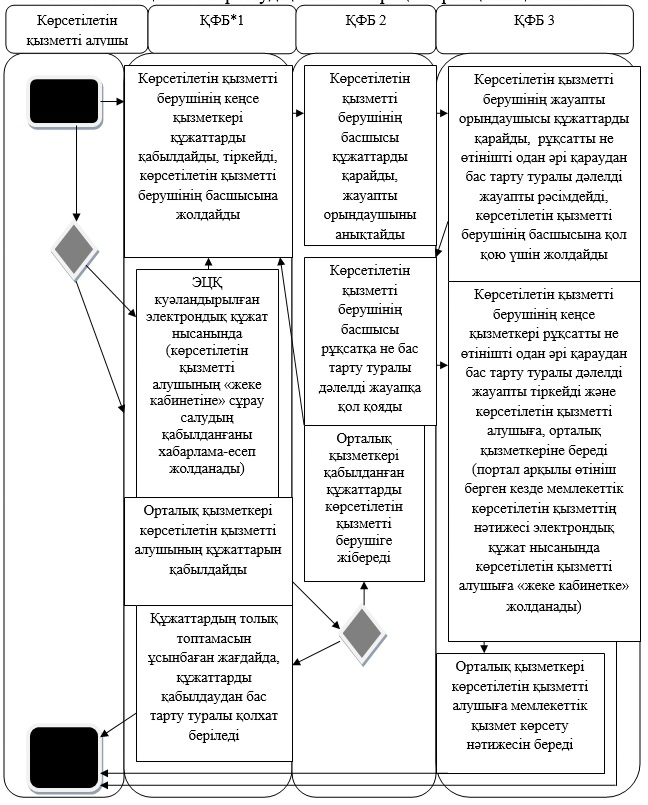 Көрсетілетін
қызметті алушы
ҚФБ*1
ҚФБ 2
ҚФБ 3
Көрсетілетін қызметті
берушінің кеңсе
қызметкері
құжаттарды
қабылдайды, тіркейді,
көрсетілетін қызметті
берушінің басшысына
жолдайды
Көрсетілетін
қызметті
берушінің
басшысы
құжаттарды
қарайды,
жауапты
орындаушыны
анықтайды
Көрсетілетін қызметті
берушінің жауапты
орындаушысы құжаттарды
қарайды, рұқсатты не
өтінішті одан әрі қараудан
бас тарту туралы дәлелді
жауапты рәсімдейді,
көрсетілетін қызметті
берушінің басшысына қол
қою үшін жолдайды
ЭЦҚ
куәландырылған
электрондық құжат
нысанында
(көрсетілетін
қызметті
алушының «жеке
кабинетіне» сұрау
салудың
қабылданғаны
хабарлама-есеп
жолданады)
Көрсетілетін
қызметті
берушінің
басшысы
рұқсатқа не бас
тарту туралы
дәлелді жауапқа
қол қояды
Көрсетілетін қызметті
берушінің кеңсе
қызметкері рұқсатты не
өтінішті одан әрі қараудан
бас тарту туралы дәлелді
жауапты тіркейді және
көрсетілетін қызметті
алушыға, орталық
қызметкеріне береді
(портал арқылы өтініш
берген кезде мемлекеттік
көрсетілетін қызметтің
нәтижесі электрондық
құжат нысанында
көрсетілетін қызметті
алушыға «жеке кабинетке»
жолданады)
Орталық
қызметкері
қабылданған
құжаттарды
көрсетілетін
қызметті
берушіге
жібереді
Орталық қызметкері
көрсетілетін қызметті
алушының құжаттарын
қабылдайды
Құжаттардың толық
топтамасын
ұсынбаған жағдайда,
құжаттарды
қабылдаудан бас
тарту туралы қолхат
беріледі
Орталық қызметкері
көрсетілетін қызметті
алушыға мемлекеттік
қызмет көрсету
нәтижесін береді